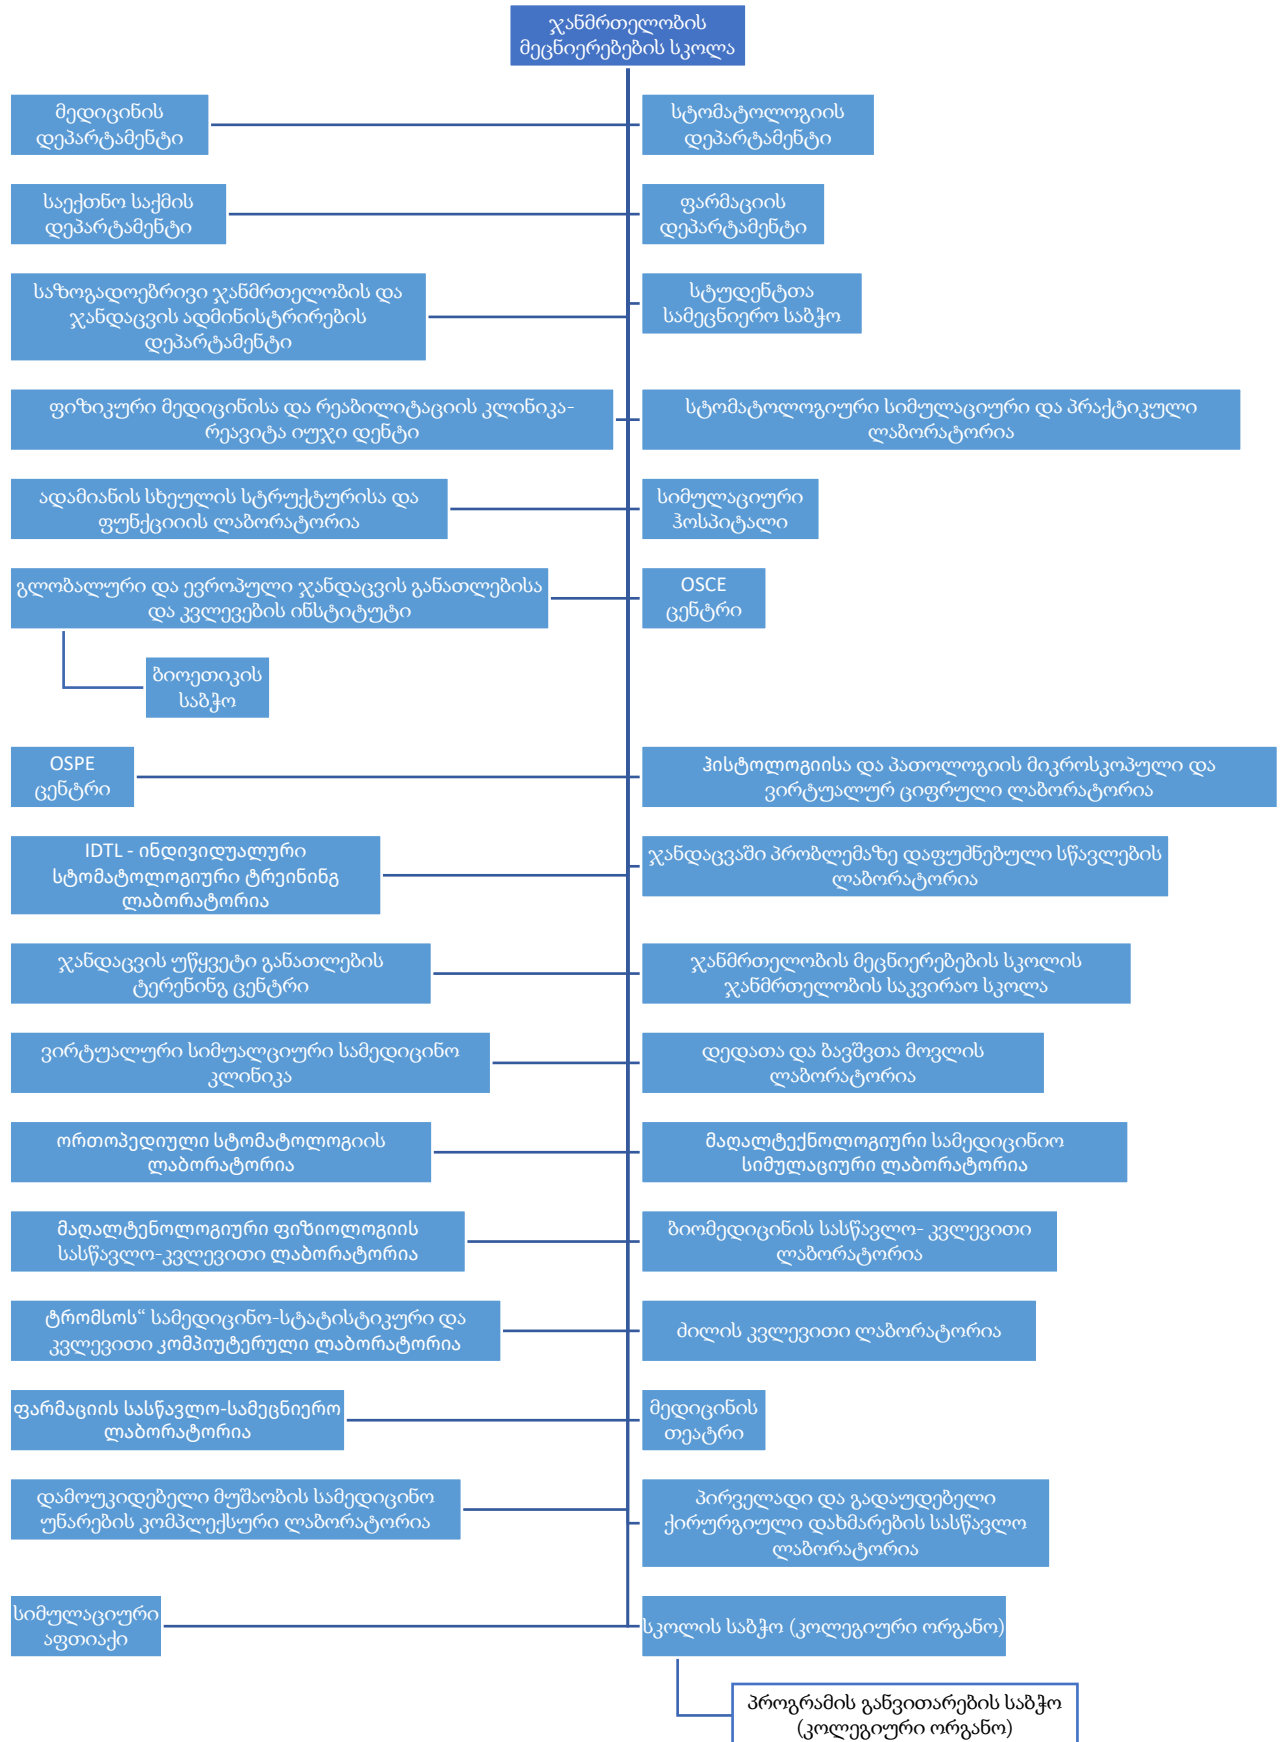 ჯანმრთელობის
მეცნიერებების სკოლა
მედიცინის
დეპარტამენტი
სტომატოლოგიის
დეპარტამენტი
საექთნო საქმის
დეპარტამენტი
ფარმაციის
დეპარტამენტი
საზოგადოებრივი ჯანმრთელობის და
ჯანდაცვის ადმინისტრირების
დეპარტამენტი
სტუდენტთა
სამეცნიერო საბჭო
ფიზიკური მედიცინისა და რეაბილიტაციის კლინიკა-
რეავიტა იუჯი დენტი
სტომატოლოგიური სიმულაციური და პრაქტიკული
ლაბორატორია
ადამიანის სხეულის სტრუქტურისა და
ფუნქციიის ლაბორატორია
სიმულაციური
ჰოსპიტალი
გლობალური და ევროპული ჯანდაცვის განათლებისა
და კვლევების ინსტიტუტი
OSCE
ცენტრი
ბიოეთიკის
საბჭო
OSPE
ცენტრი
ჰისტოლოგიისა და პათოლოგიის მიკროსკოპული და
ვირტუალურ ციფრული ლაბორატორია
IDTL - ინდივიდუალური
სტომატოლოგიური ტრეინინგ
ლაბორატორია
ჯანდაცვაში პრობლემაზე დაფუძნებული სწავლების
ლაბორატორია
ჯანდაცვის უწყვეტი განათლების
ტერენინგ ცენტრი
ჯანმრთელობის მეცნიერებების სკოლის
ჯანმრთელობის საკვირაო სკოლა
ვირტუალური სიმუალციური სამედიცინო
კლინიკა
დედათა და ბავშვთა მოვლის
ლაბორატორია
ორთოპედიული სტომატოლოგიის
ლაბორატორია
მაღალტექნოლოგიური სამედიცინიო
სიმულაციური ლაბორატორია
მაღალტენოლოგიური ფიზიოლოგიის
სასწავლო-კვლევითი ლაბორატორია
ბიომედიცინის სასწავლო- კვლევითი
ლაბორატორია
ტრომსოს“ სამედიცინო-სტატისტიკური და
კვლევითი კომპიუტერული ლაბორატორია
ძილის კვლევითი ლაბორატორია
ფარმაციის სასწავლო-სამეცნიერო
ლაბორატორია
მედიცინის
თეატრი
დამოუკიდებელი მუშაობის სამედიცინო
უნარების კომპლექსური ლაბორატორია
პირველადი და გადაუდებელი
ქირურგიული დახმარების სასწავლო
ლაბორატორია
სიმულაციური
აფთიაქი
სკოლის საბჭო (კოლეგიური ორგანო)
პროგრამის განვითარების საბჭო
(კოლეგიური ორგანო)